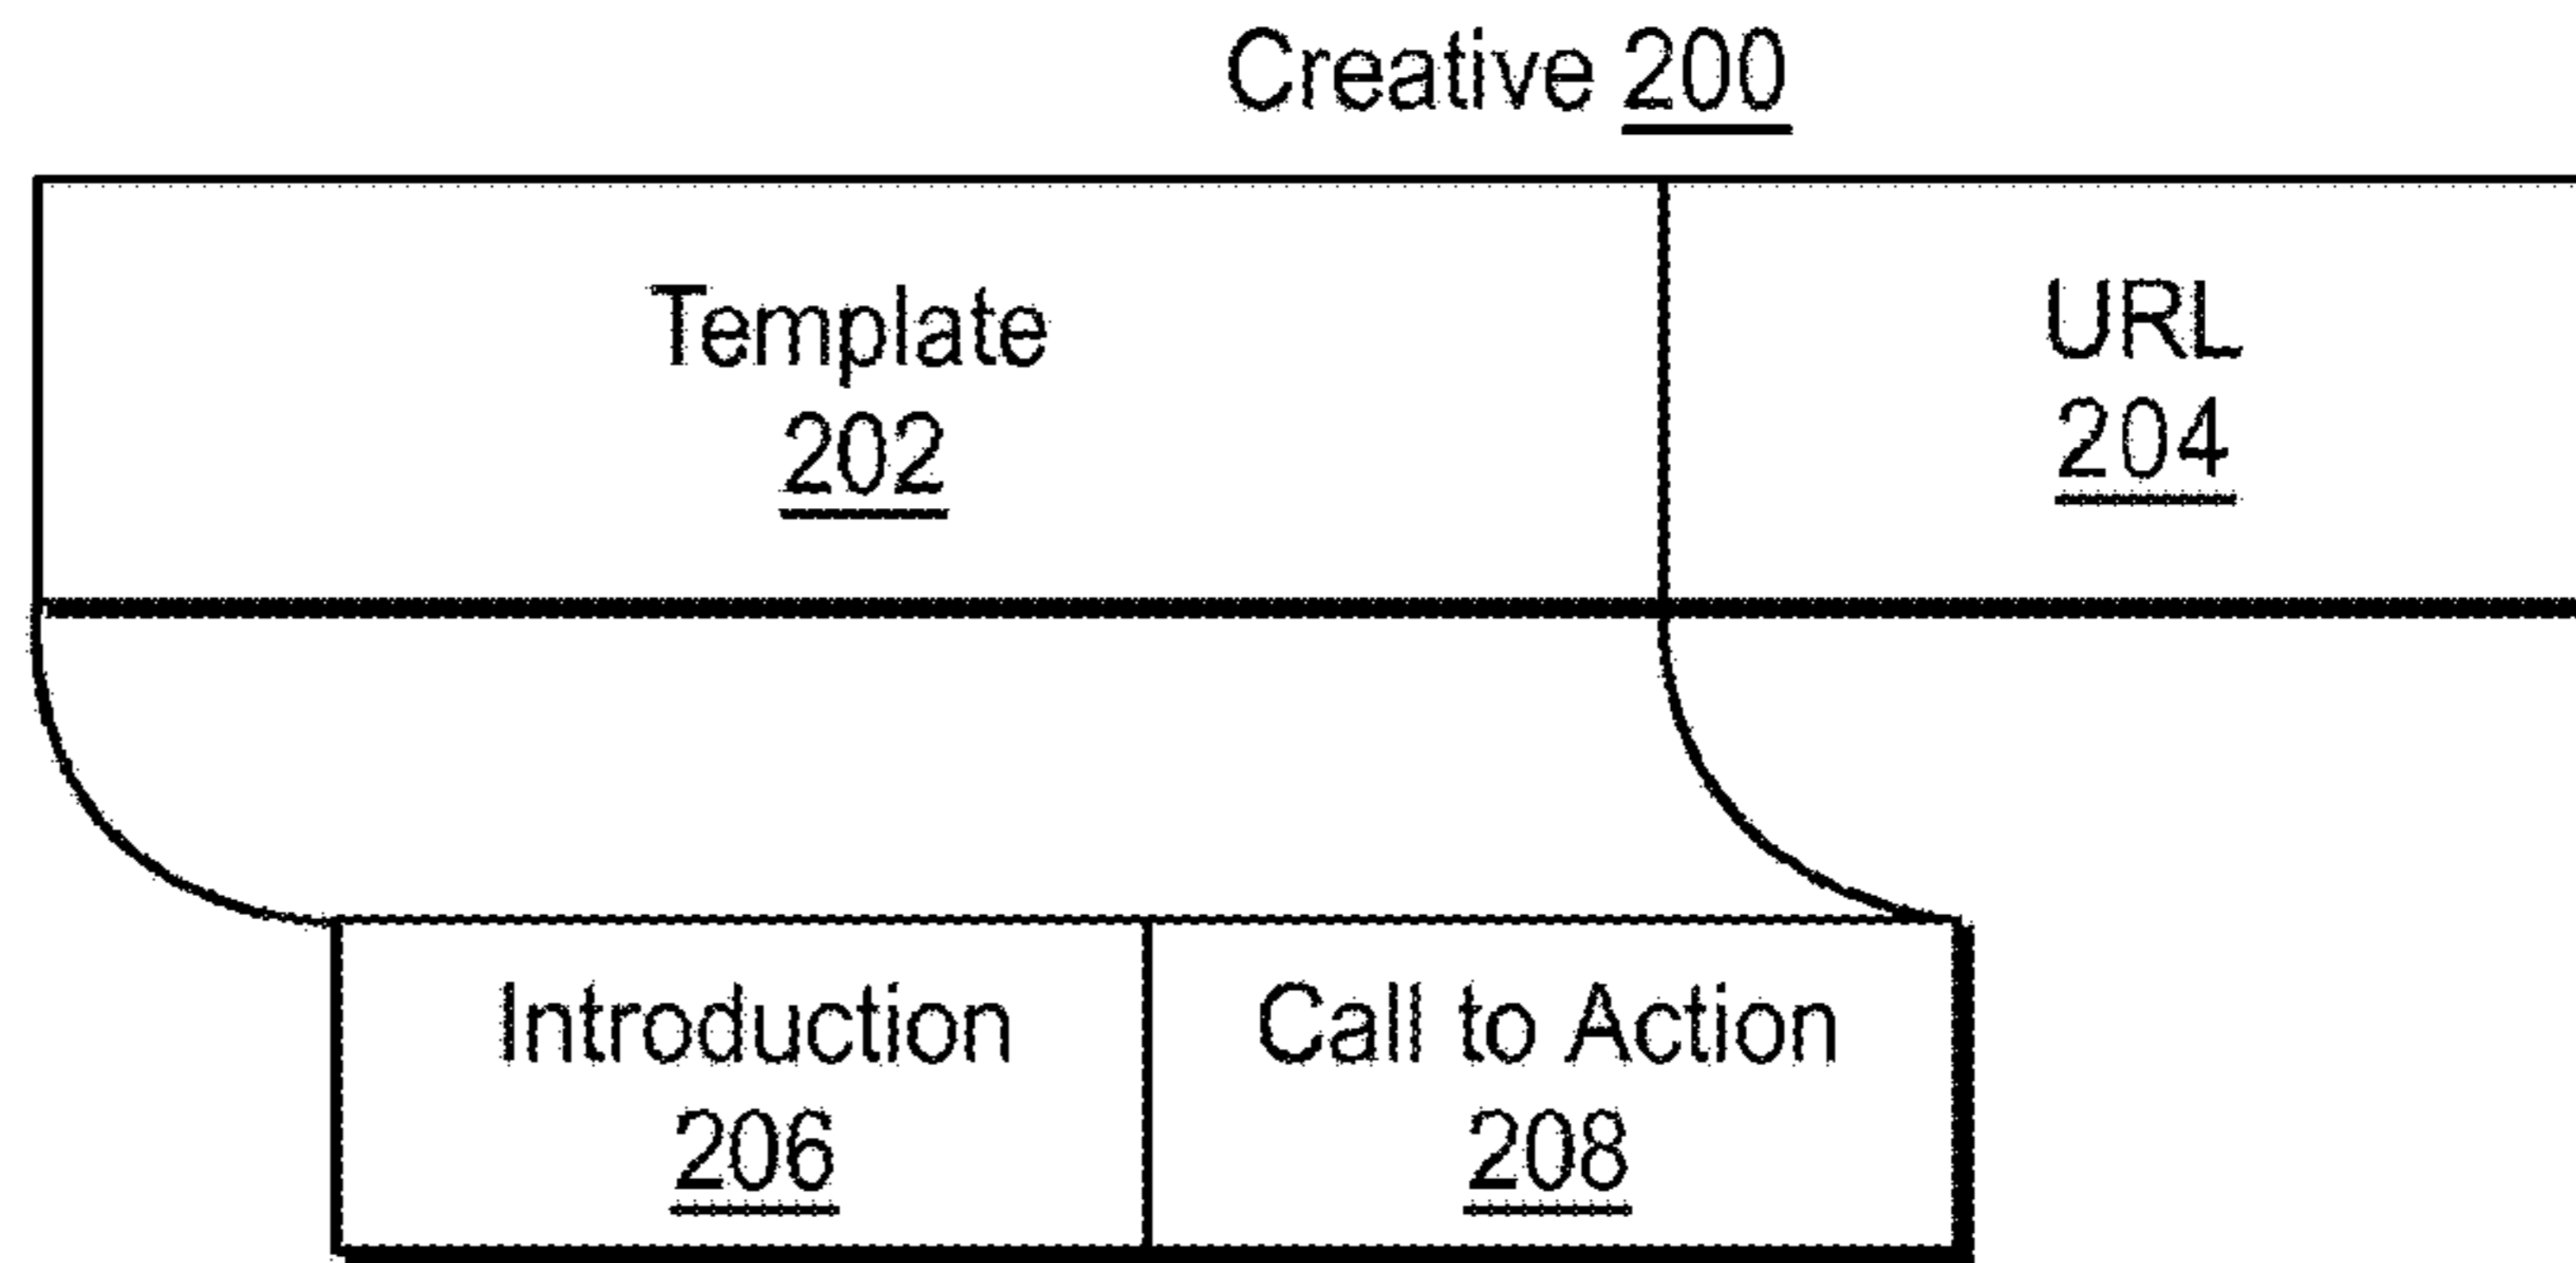 Creative 200
Template
202
URL
204
Introduction
206
Call to Action
208